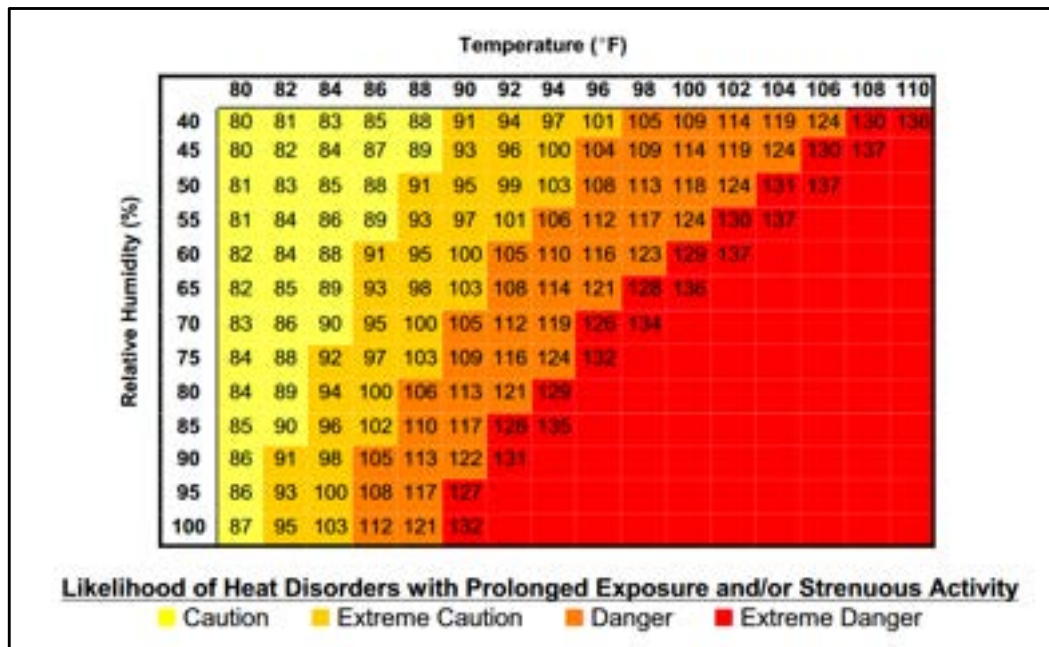 Temperature (°F)
80 82 84 86 88 90 92 94 96 98 100 102 104 106 108 110
Relative Humidity (%)
40 80 81 83 85 88 91 94 97 101 105 109 114 119 124 130 136
45 80 82 84 87 89 93 96 100 104 109 114 119 124 130 137
50 81 83 85 88 91 95 99 103 108 113 118 124 131 137
55 81 84 86 89 93 97 101 106 112 117 124 130 137
60 82 84 88 91 95 100 105 110 116 123 129 137
65 82 85 89 93 98 103 108 114 121 128 136
70 83 86 90 95 100 105 112 119 126 134
75 84 88 92 97 103 109 116 124 132
80 84 89 94 100 106 113 121 129
85 85 90 96 102 110 117 126 135
90 86 91 98 105 113 122 131
95 86 93 100 108 117 127
100 87 95 103 112 121 132
Likelihood of Heat Disorders with Prolonged Exposure and/or Strenuous Activity
Caution Extreme Caution Danger Extreme Danger